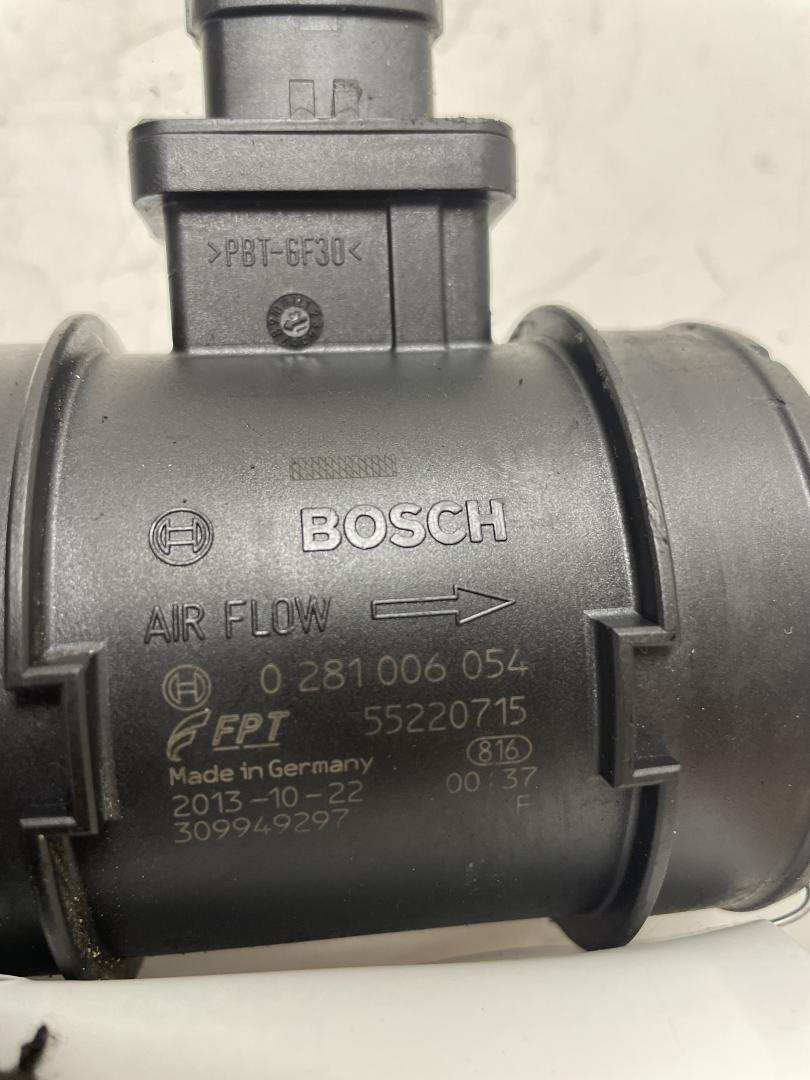 >PBT-GF30<
BOSCH
AIR FLOW
0 281 006 054
FPT 55220715
Made in Germany 816
2013-10-22 00:37
309949297 F